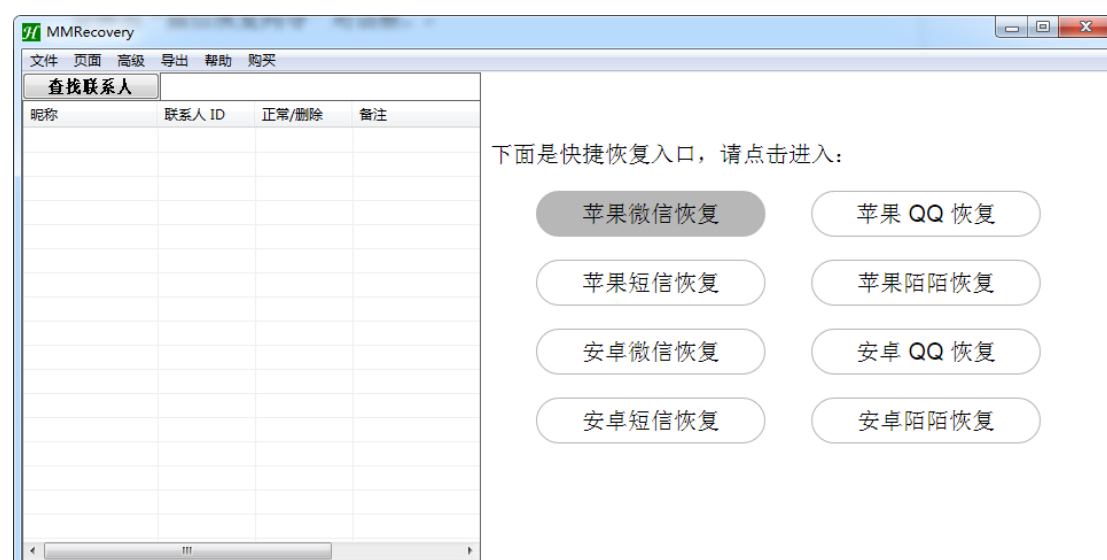 MMRecovery
文件 页面 高级 导出 帮助 购买
查找联系人
昵称 联系人 ID 正常/删除 备注
下面是快捷恢复入口，请点击进入：
苹果微信恢复 苹果 QQ 恢复
苹果短信恢复 苹果陌陌恢复
安卓微信恢复 安卓 QQ 恢复
安卓短信恢复 安卓陌陌恢复